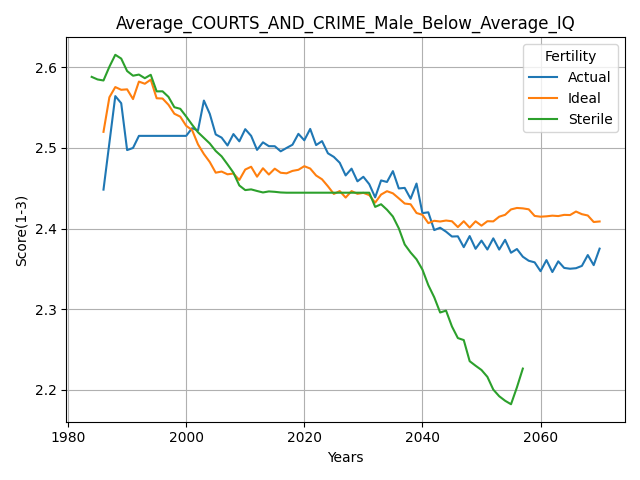 Average_COURTS_AND_CRIME_Male_Below_Average_IQ
Fertility
Actual
Ideal
Sterile
Score(1-3)
2.6
2.5
2.4
2.3
2.2
1980
2000
2020
2040
2060
Years